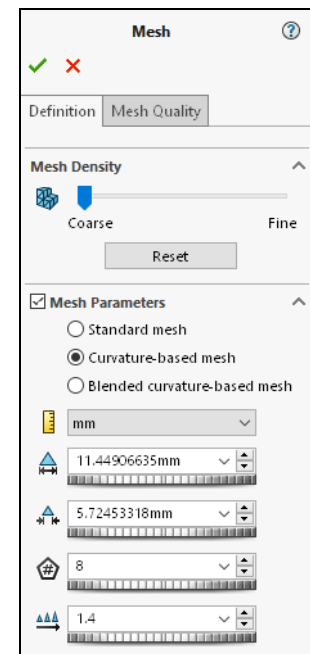 Mesh ?
Definition Mesh Quality
Mesh Density
Coarse Fine
Reset
Mesh Parameters
Standard mesh
Curvature-based mesh
Blended curvature-based mesh
mm
11.44906635mm
5.72453318mm
# 8
1.4